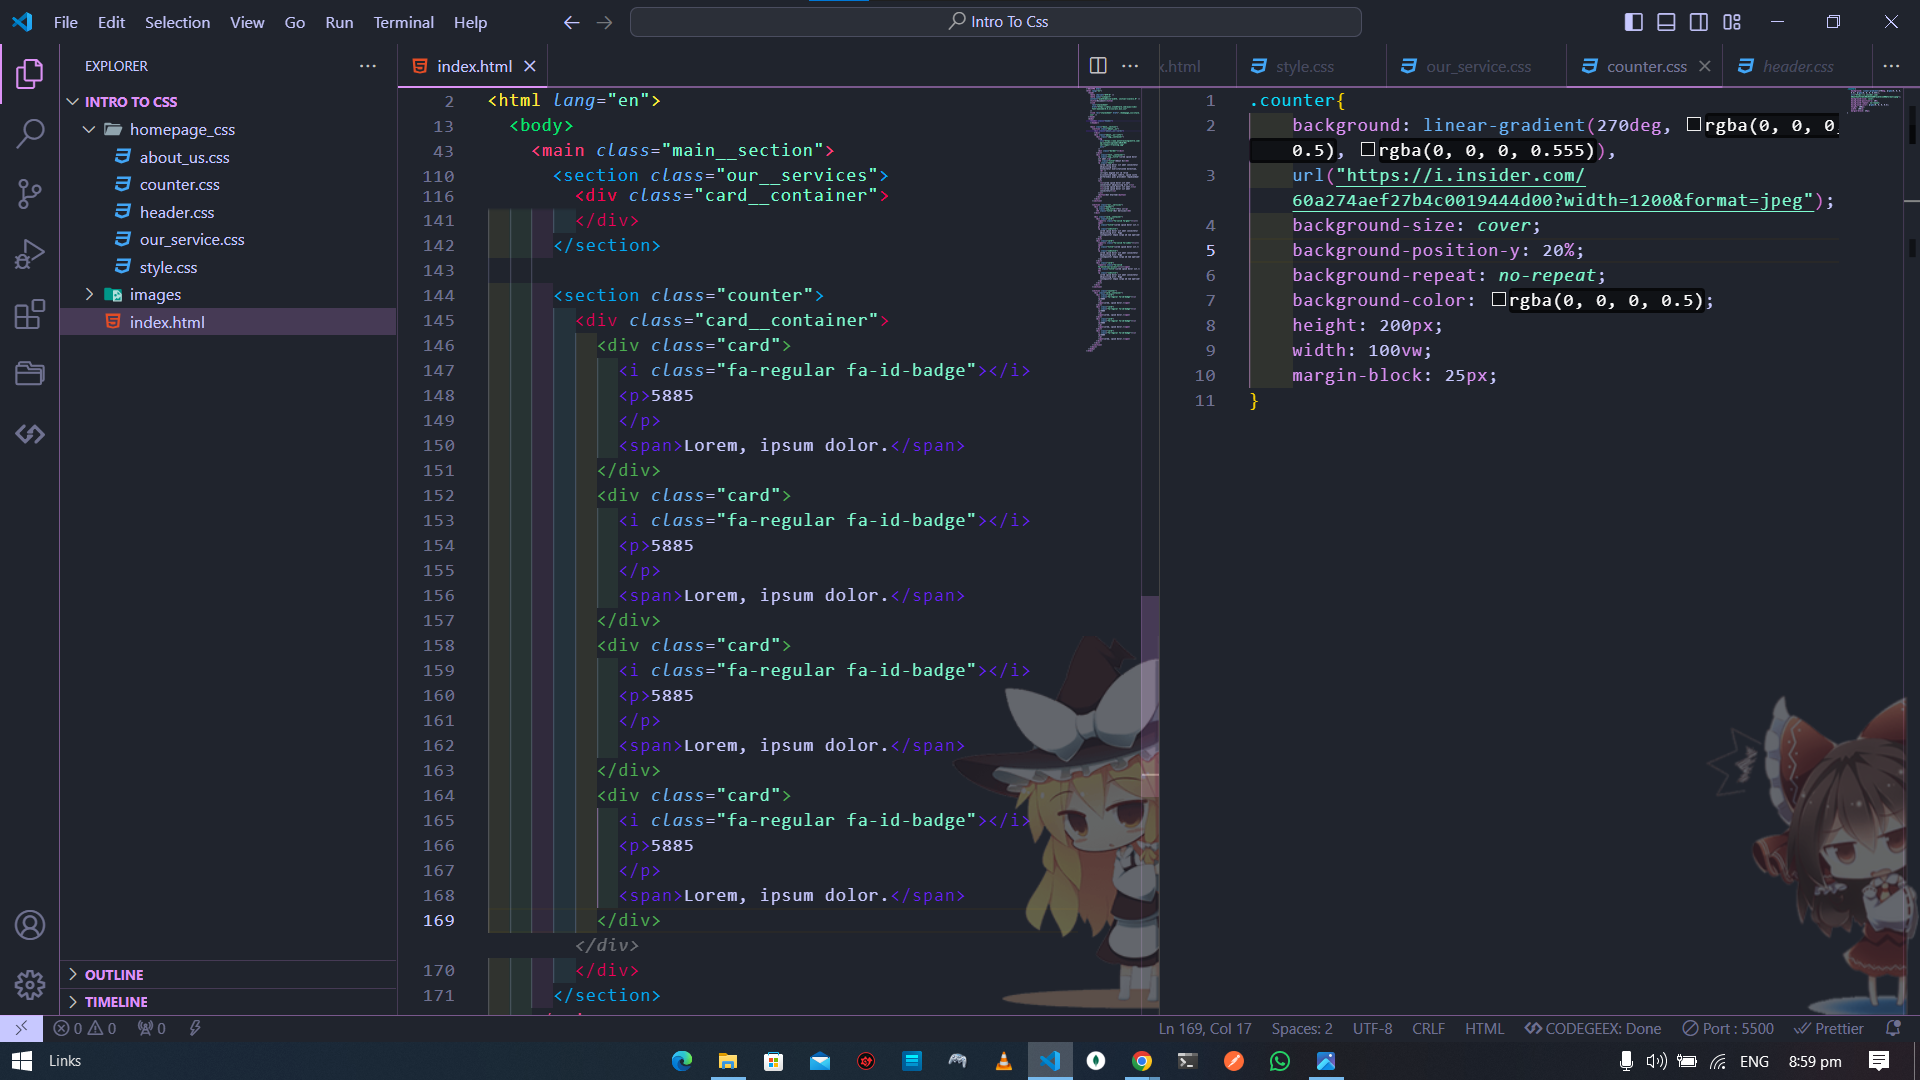 File Edit Selection View Go Run Terminal Help
Intro To Css
EXPLORER
INTRO TO CSS
homepage_css
about_us.css
counter.css
header.css
our_service.css
style.css
images
index.html
OUTLINE
TIMELINE
index.html
2 <html lang="en">
13 <body>
43 <main class="main__section">
110 <section class="our__services">
116 <div class="card__container">
141 </div>
142 </section>
143
144 <section class="counter">
145 <div class="card__container">
146 <div class="card">
147 <i class="fa-regular fa-id-badge"></i>
148 <p>5885
149 </p>
150 <span>Lorem, ipsum dolor.</span>
151 </div>
152 <div class="card">
153 <i class="fa-regular fa-id-badge"></i>
154 <p>5885
155 </p>
156 <span>Lorem, ipsum dolor.</span>
157 </div>
158 <div class="card">
159 <i class="fa-regular fa-id-badge"></i>
160 <p>5885
161 </p>
162 <span>Lorem, ipsum dolor.</span>
163 </div>
164 <div class="card">
165 <i class="fa-regular fa-id-badge"></i>
166 <p>5885
167 </p>
168 <span>Lorem, ipsum dolor.</span>
169 </div>
</div>
170 </div>
171 </section>
.html style.css our_service.css counter.css header.css
1 .counter{
2 background: linear-gradient(270deg, rgba(0, 0, 0,
0.5), rgba(0, 0, 0, 0.555)),
3 url("https://i.insider.com/
60a274aef27b4c0019444d00?width=1200&format=jpeg");
4 background-size: cover;
5 background-position-y: 20%;
6 background-repeat: no-repeat;
7 background-color: rgba(0, 0, 0, 0.5);
8 height: 200px;
9 width: 100vw;
10 margin-block: 25px;
11 }
0 0 0 Ln 169, Col 17 Spaces: 2 UTF-8 CRLF HTML CODEGEEX: Done Port : 5500 Prettier
Links ENG 8:59 pm